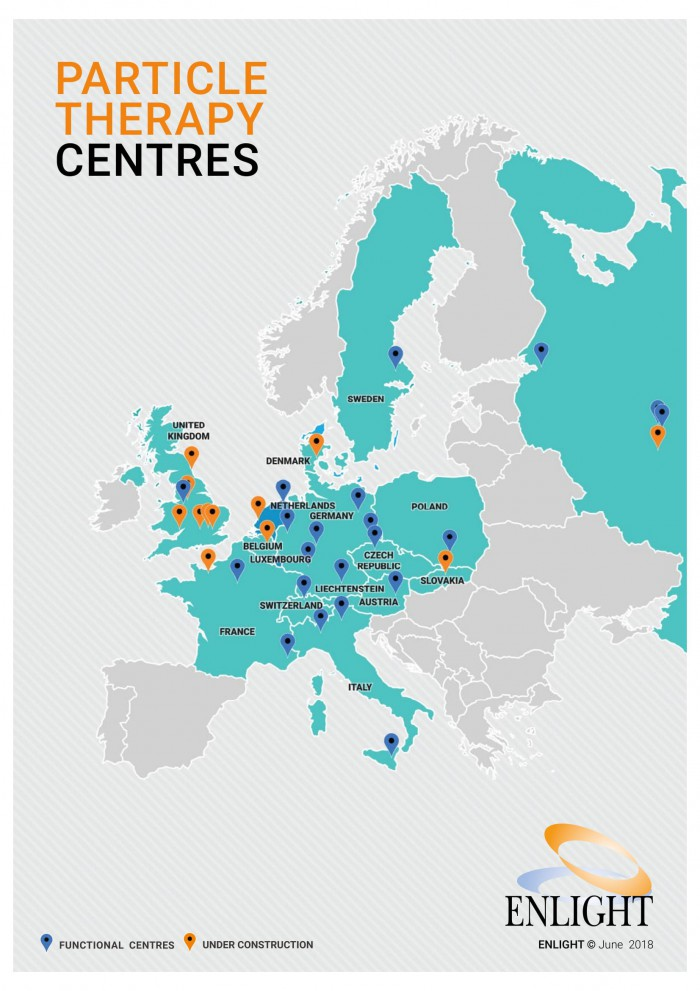 PARTICLE
THERAPY
CENTRES
SWEDEN
UNITED
KINGDOM
DENMARK
NETHERLANDS
POLAND
GERMANY
BELGIUM
LUXEMBOURG
CZECH
REPUBLIC
SLOVAKIA
LIECHTENSTEIN
SWITZERLAND
AUSTRIA
FRANCE
ITALY
ENLIGHT
FUNCTIONAL CENTRES
UNDER CONSTRUCTION
ENLIGHT © June 2018